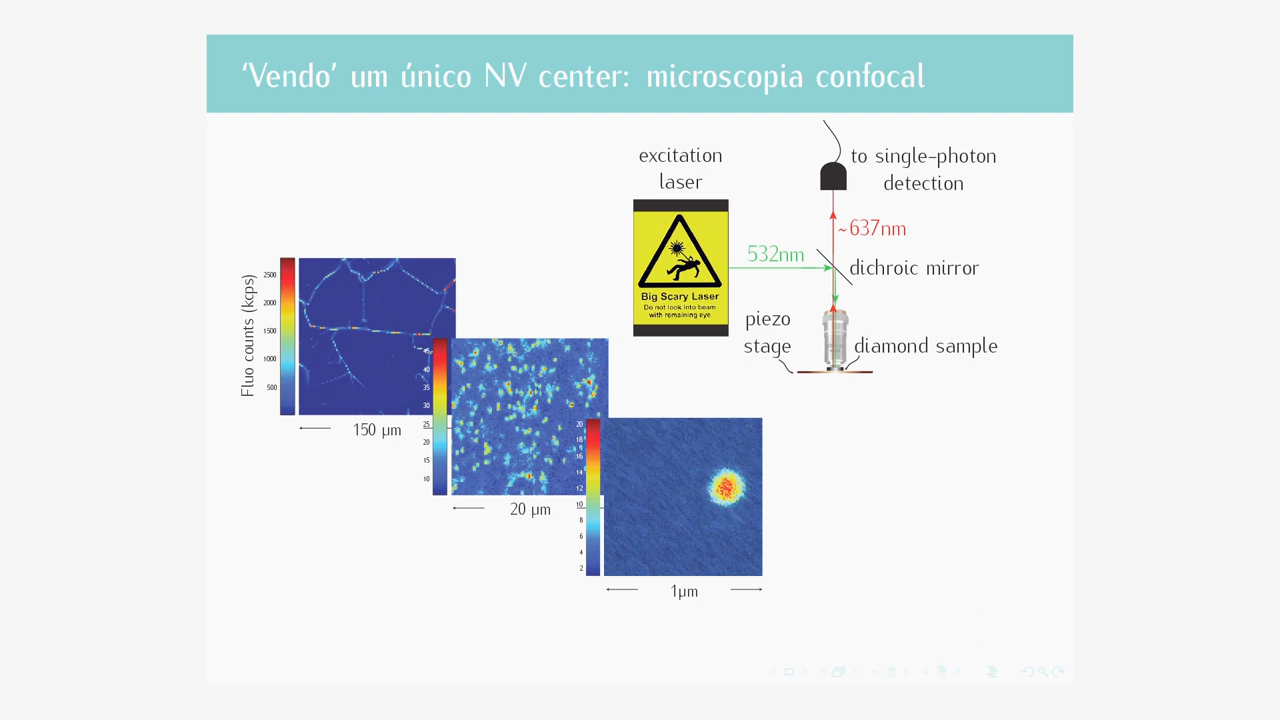 ‘Vendo’ um único NV center: microscopia confocal
excitation
laser
to single-photon
detection
~637nm
532nm
dichroic mirror
Big Scary Laser
Do not look into beam
with remaining eye
piezo
stage
diamond sample
Fluo counts (kcps)
2500
2000
1500
1000
500
150 µm
45
40
35
30
25
20
15
10
20 µm
20
18
16
14
12
10
8
6
4
2
1µm